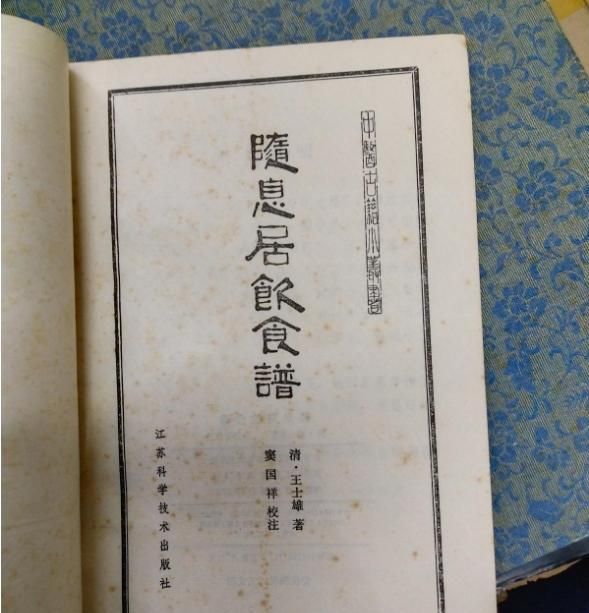 中醫古籍小叢書
隨息居飲食譜
清·王士雄 著
窦国祥校注
江苏科学技术出版社